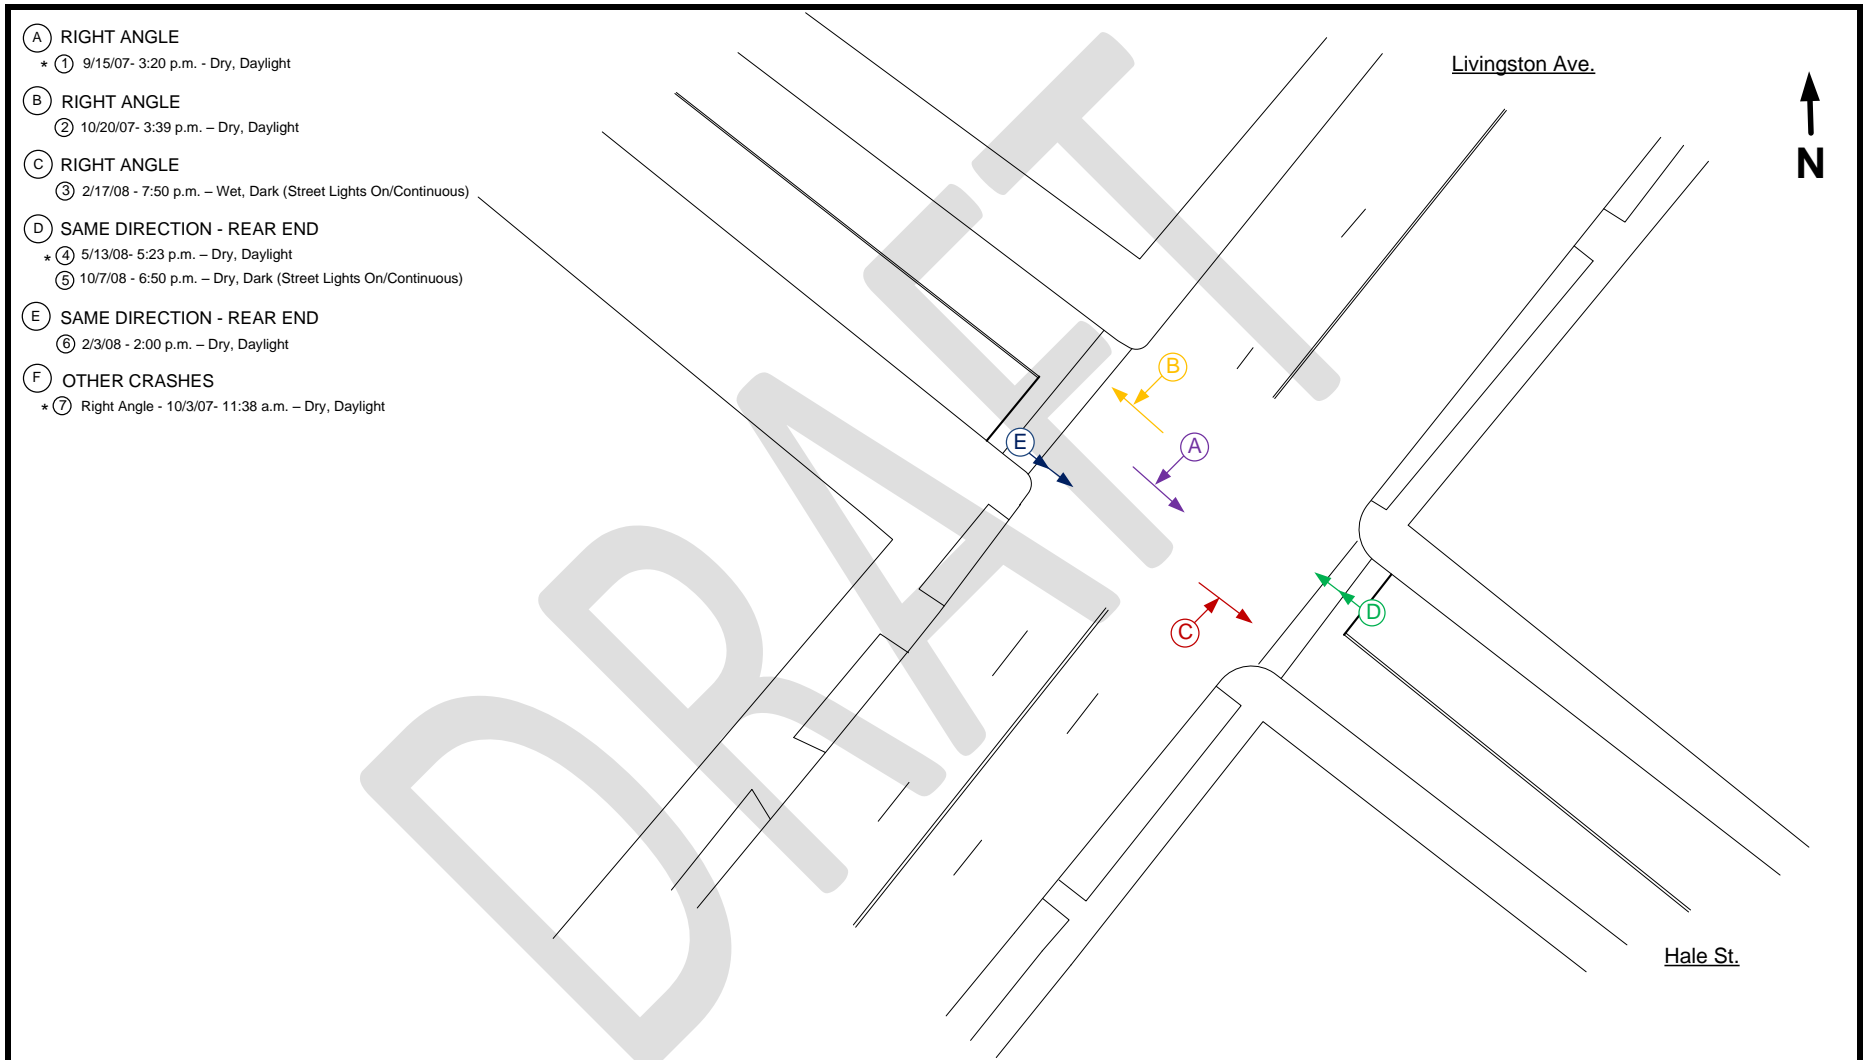 A RIGHT ANGLE
* 1 9/15/07- 3:20 p.m. - Dry, Daylight
B RIGHT ANGLE
2 10/20/07- 3:39 p.m. – Dry, Daylight
C RIGHT ANGLE
3 2/17/08 - 7:50 p.m. – Wet, Dark (Street Lights On/Continuous)
D SAME DIRECTION - REAR END
* 4 5/13/08- 5:23 p.m. – Dry, Daylight
5 10/7/08 - 6:50 p.m. – Dry, Dark (Street Lights On/Continuous)
E SAME DIRECTION - REAR END
6 2/3/08 - 2:00 p.m. – Dry, Daylight
F OTHER CRASHES
* 7 Right Angle - 10/3/07- 11:38 a.m. – Dry, Daylight
Livingston Ave.
N
B
E
A
C
D
Hale St.
DRAFT